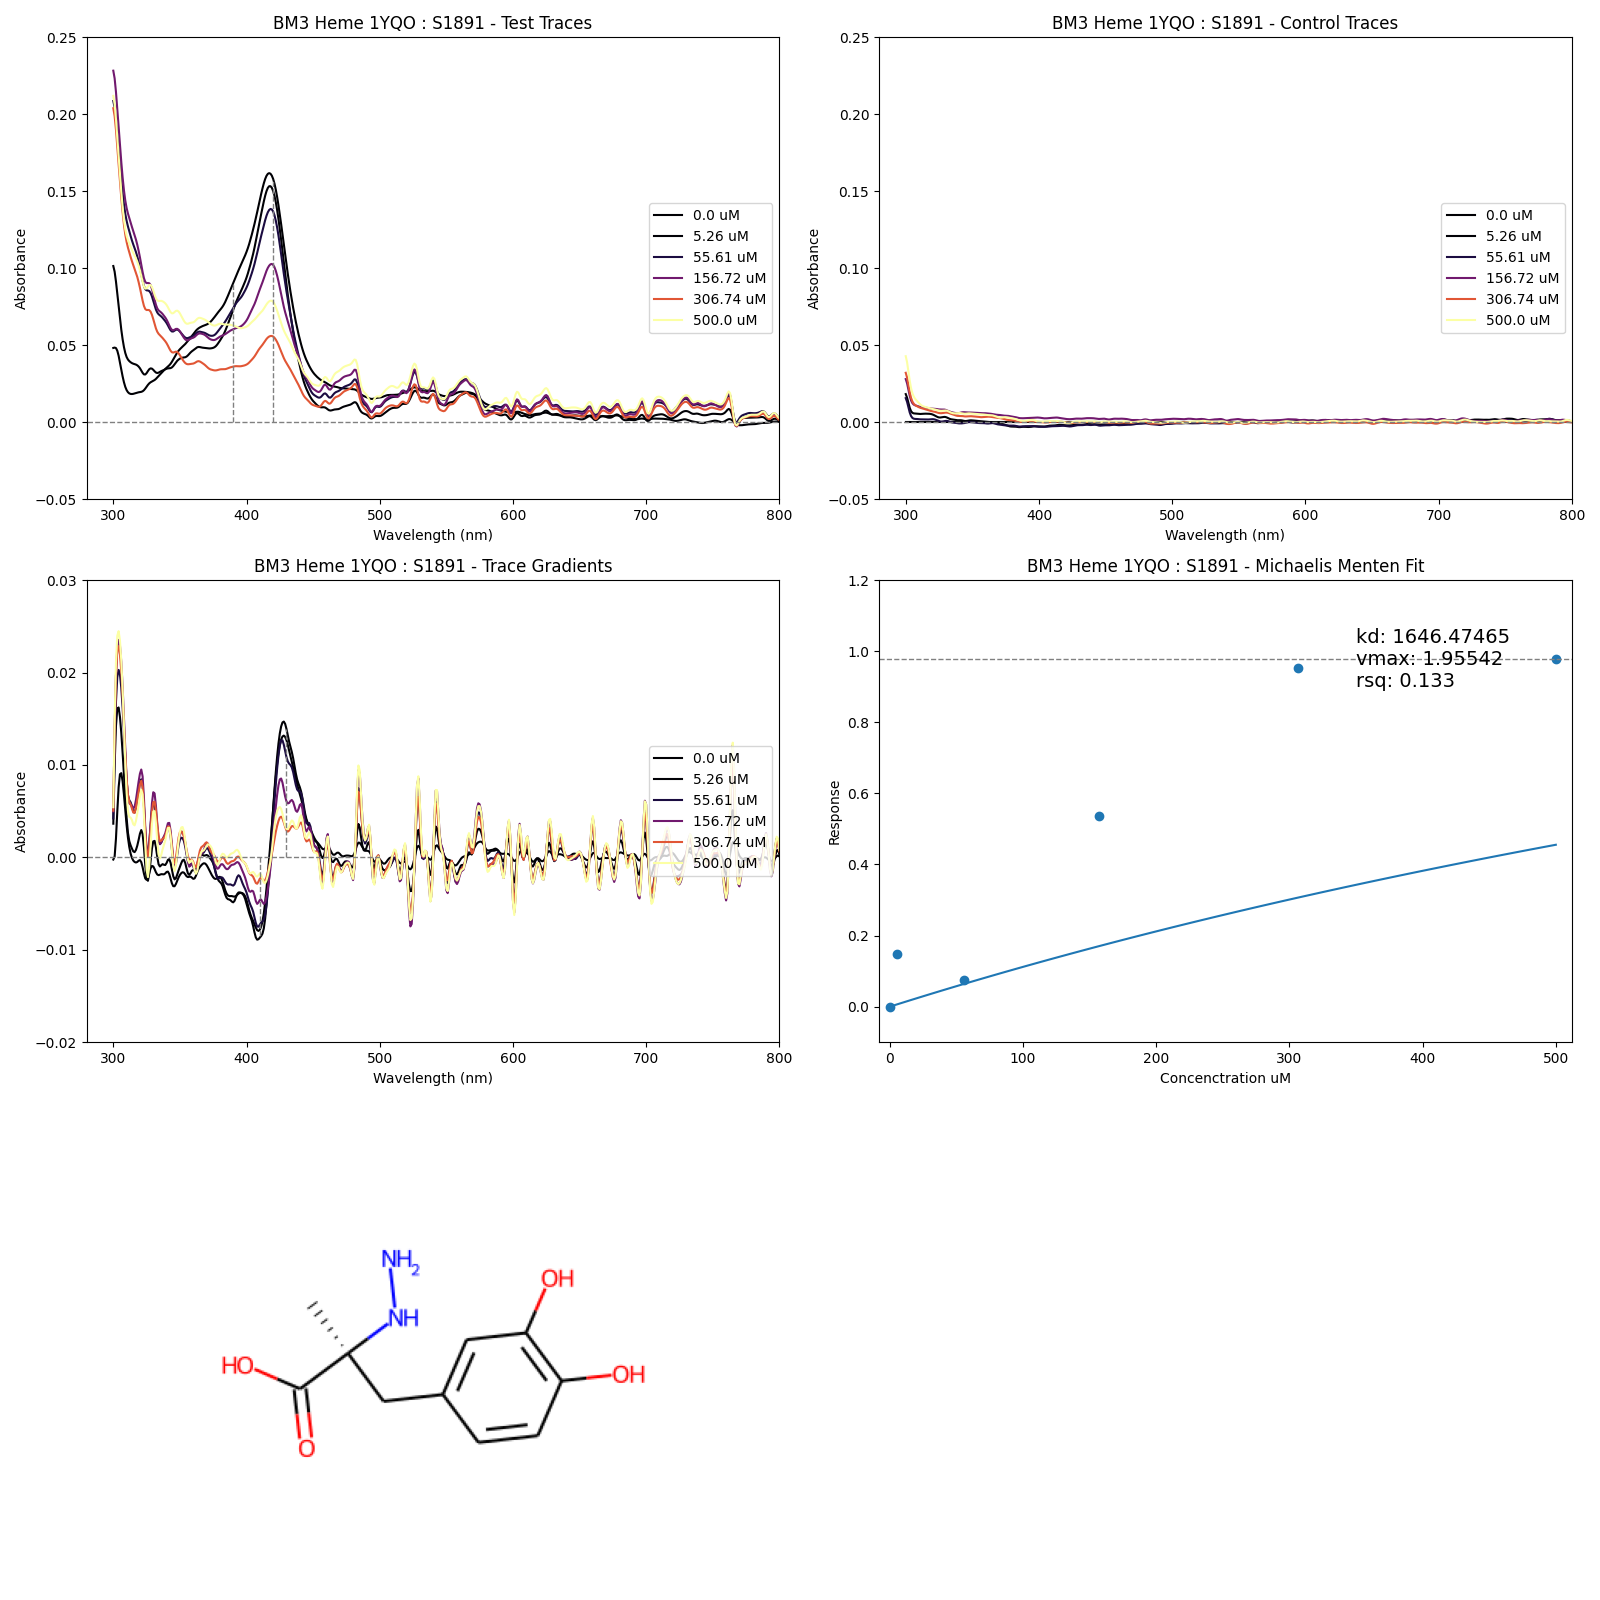 BM3 Heme 1YQO : S1891 - Test Traces
0.25
0.20
0.15
0.10
0.05
0.00
−0.05
Absorbance
300 400 500 600 700 800
Wavelength (nm)
0.0 uM
5.26 uM
55.61 uM
156.72 uM
306.74 uM
500.0 uM
BM3 Heme 1YQO : S1891 - Control Traces
0.25
0.20
0.15
0.10
0.05
0.00
−0.05
Absorbance
300 400 500 600 700 800
Wavelength (nm)
0.0 uM
5.26 uM
55.61 uM
156.72 uM
306.74 uM
500.0 uM
BM3 Heme 1YQO : S1891 - Trace Gradients
0.03
0.02
0.01
0.00
−0.01
−0.02
Absorbance
300 400 500 600 700 800
Wavelength (nm)
0.0 uM
5.26 uM
55.61 uM
156.72 uM
306.74 uM
500.0 uM
BM3 Heme 1YQO : S1891 - Michaelis Menten Fit
1.2
1.0
0.8
0.6
0.4
0.2
0.0
Response
kd: 1646.47465
vmax: 1.95542
rsq: 0.133
0 100 200 300 400 500
Concenctration uM
NH2
NH
OH
HO
OH
O